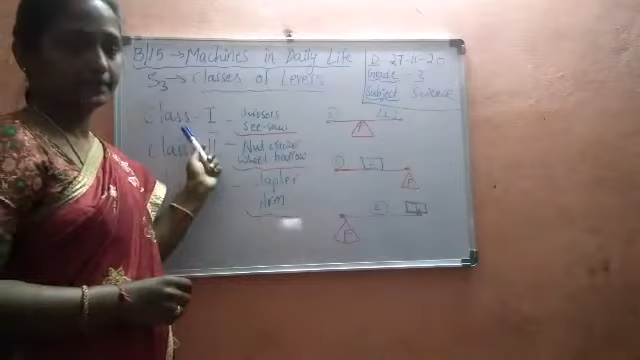 B/15 → Machines in Daily Life
S3 → Classes of Levers
D 27-11-20
Grade - 3
Subject Science
Class - I - Scissors
See-saw
Class II - Nut cracker
Wheel barrow
- Stapler
Arm
F
F
F